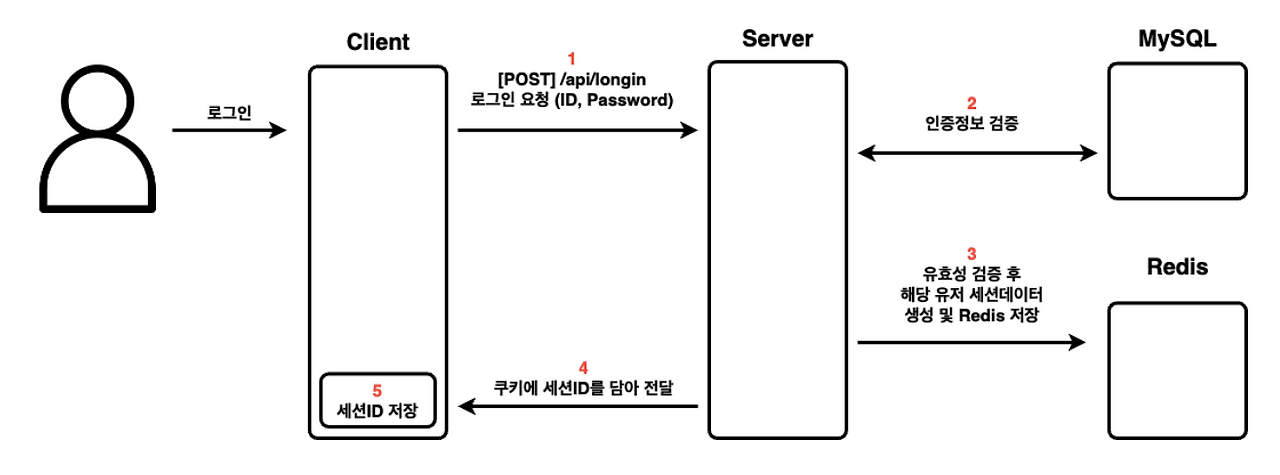 Client
Server
MySQL
로그인
1
[POST] /api/longin
로그인 요청 (ID, Password)
2
인증정보 검증
3
유효성 검증 후
해당 유저 세션데이터
생성 및 Redis 저장
Redis
4
쿠키에 세션ID를 담아 전달
5
세션ID 저장